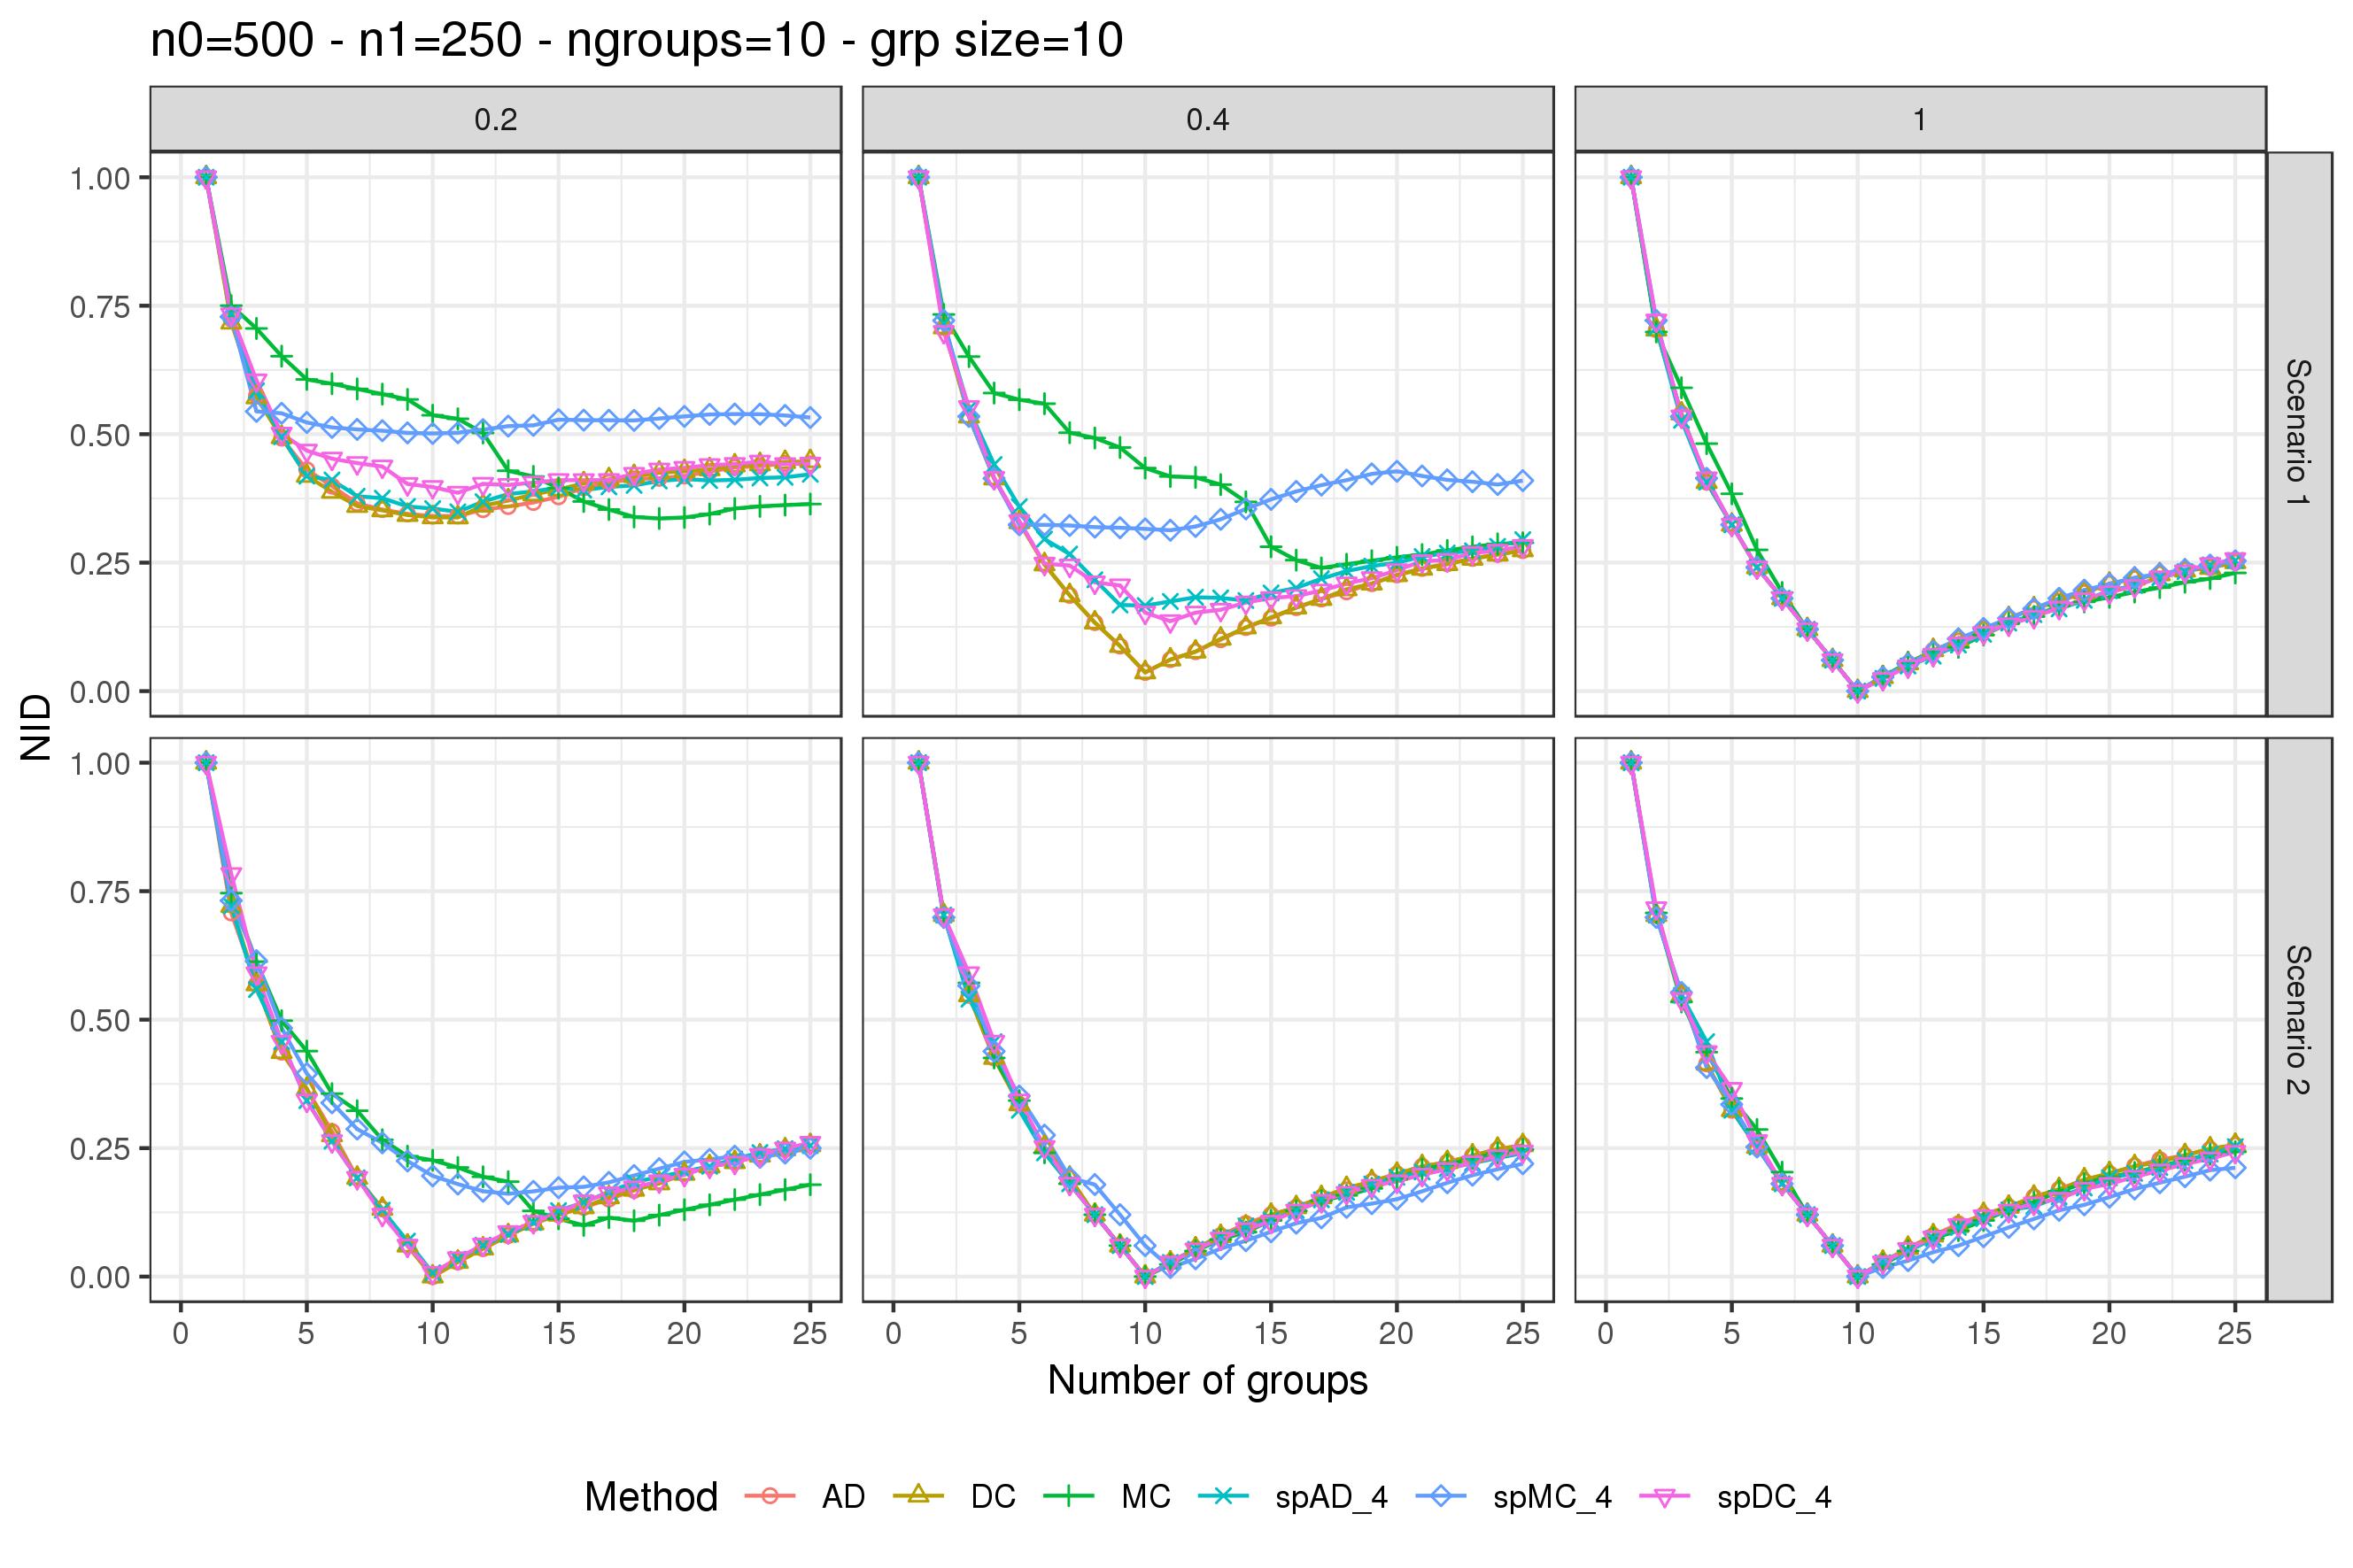 n0=500 - n1=250 - ngroups=10 - grp size=10
0.2 0.4 1
1.00
0.75
0.50
0.25
0.00
Scenario 1
NID
1.00
0.75
0.50
0.25
0.00
Scenario 2
0 5 10 15 20 25 0 5 10 15 20 25 0 5 10 15 20 25
Number of groups
Method AD DC MC spAD_4 spMC_4 spDC_4